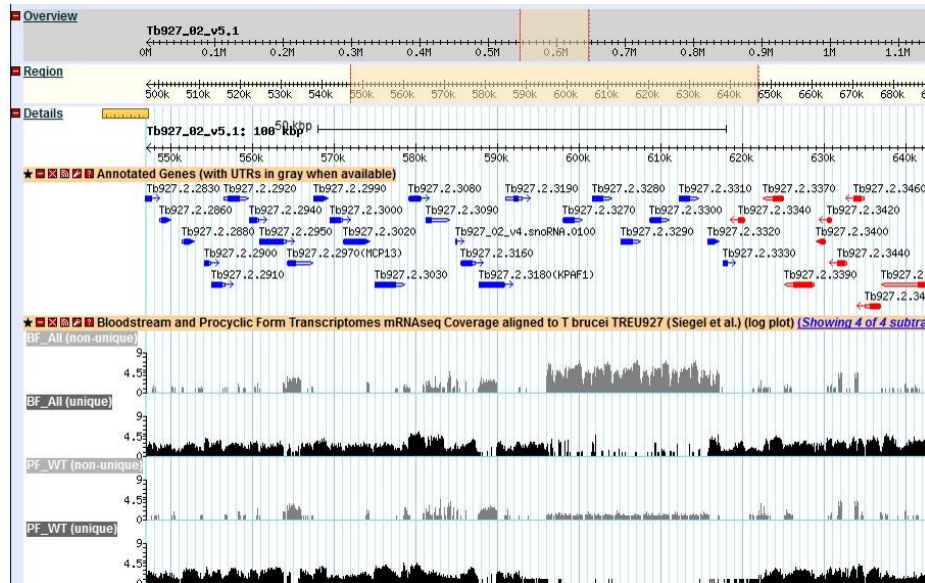 Overview
Tb927_02_v5.1
0M 0.1M 0.2M 0.3M 0.4M 0.5M 0.6M 0.7M 0.8M 0.9M 1M 1.1M
Region
500k 510k 520k 530k 540k 550k 560k 570k 580k 590k 600k 610k 620k 630k 640k 650k 660k 670k 680k
Details
50 kbp
Tb927_02_v5.1: 100 kbp
550k 560k 570k 580k 590k 600k 610k 620k 630k 640k
Annotated Genes (with UTRs in gray when available)
Tb927.2.2830 Tb927.2.2920 Tb927.2.2990 Tb927.2.3080 Tb927.2.3190 Tb927.2.3280 Tb927.2.3310 Tb927.2.3370 Tb927.2.3460
Tb927.2.2860 Tb927.2.2940 Tb927.2.3000 Tb927.2.3090 Tb927.2.3270 Tb927.2.3300 Tb927.2.3340 Tb927.2.3420
Tb927.2.2880 Tb927.2.2950 Tb927.2.3020 Tb927_02_v4.snoRNA.0100 Tb927.2.3290 Tb927.2.3320 Tb927.2.3400
Tb927.2.2900 Tb927.2.2970(MCP13) Tb927.2.3160 Tb927.2.3330 Tb927.2.3440
Tb927.2.2910 Tb927.2.3030 Tb927.2.3180(KPAF1) Tb927.2.3390 Tb927.2
Tb927.2.34
Bloodstream and Procyclic Form Transcriptomes mRNAseq Coverage aligned to T brucei TREU927 (Siegel et al.) (log plot) (Showing 4 of 4 subtra
BF_All (non-unique)
9
4.5
0
BF_All (unique)
9
4.5
0
PF_WT (non-unique)
9
4.5
0
PF_WT (unique)
9
4.5
0